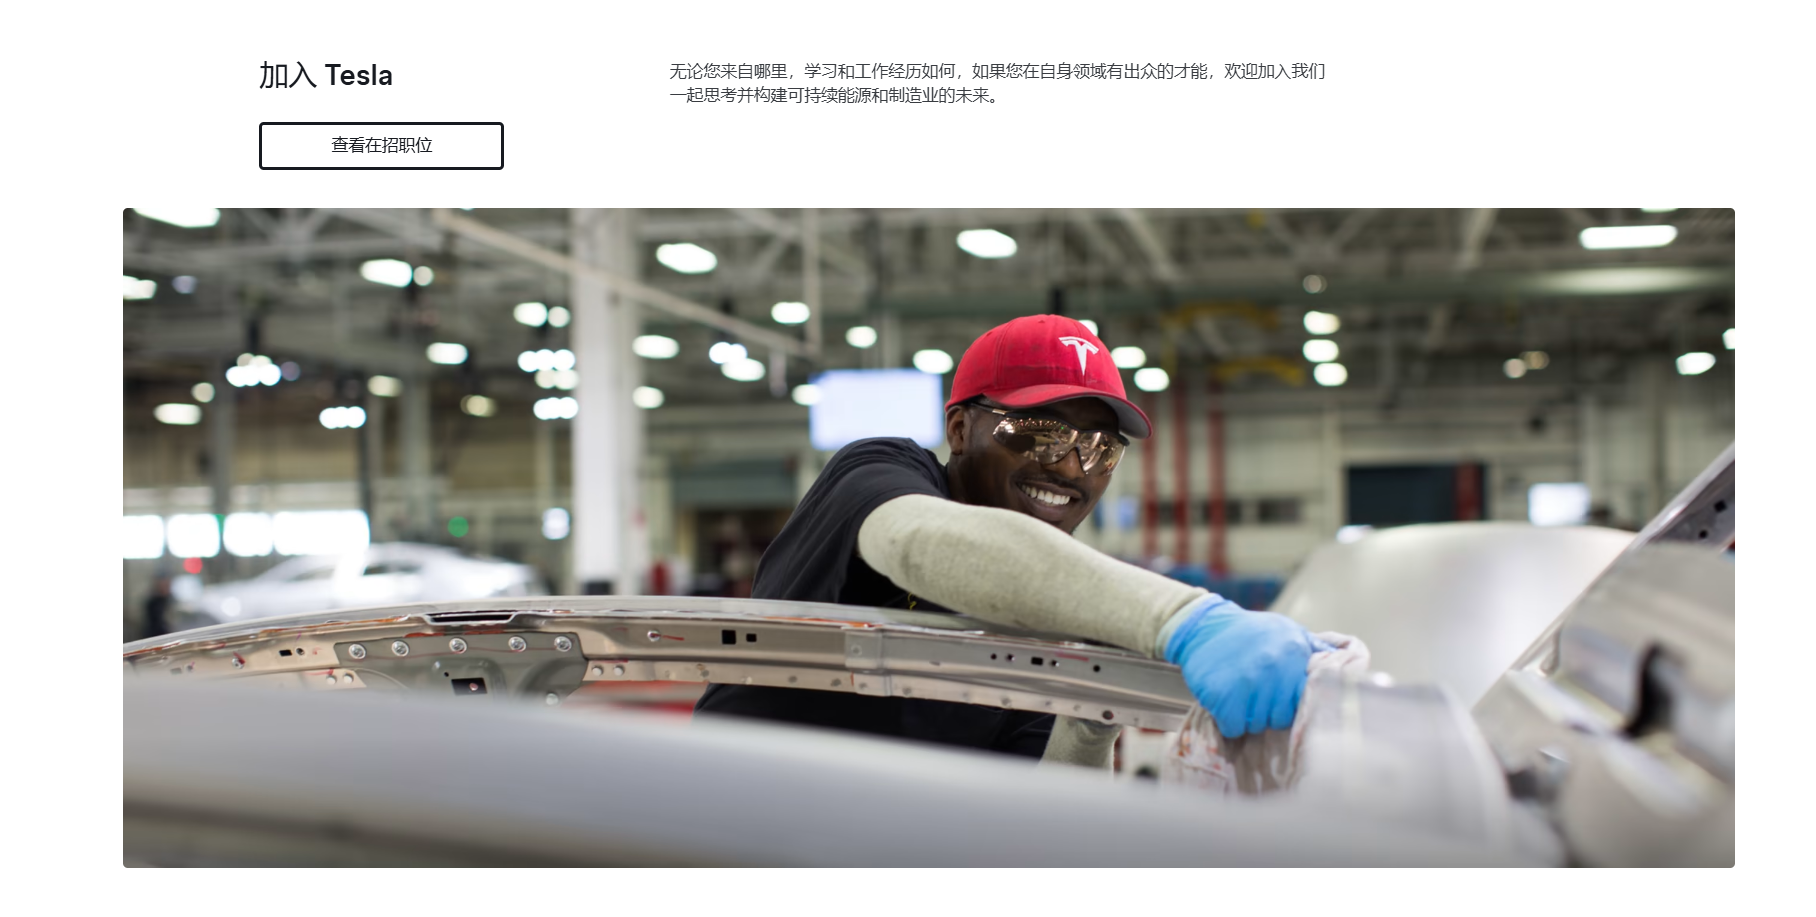 加入 Tesla
无论您来自哪里，学习和工作经历如何，如果您在自身领域有出众的才能，欢迎加入我们
一起思考并构建可持续能源和制造业的未来。
查看在招职位